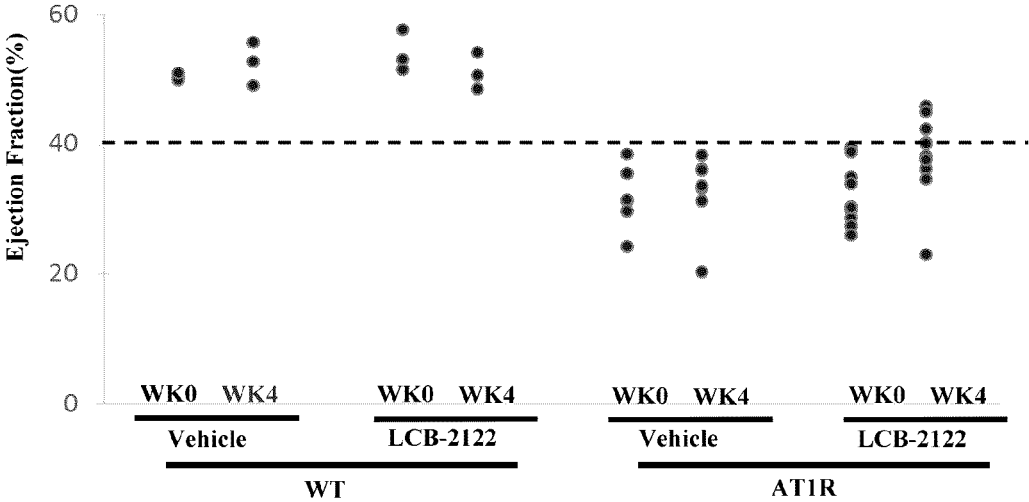 Ejection Fraction(%)
60
40
20
0
WK0 WK4 WK0 WK4 WK0 WK4 WK0 WK4
Vehicle LCB-2122 Vehicle LCB-2122
WT AT1R